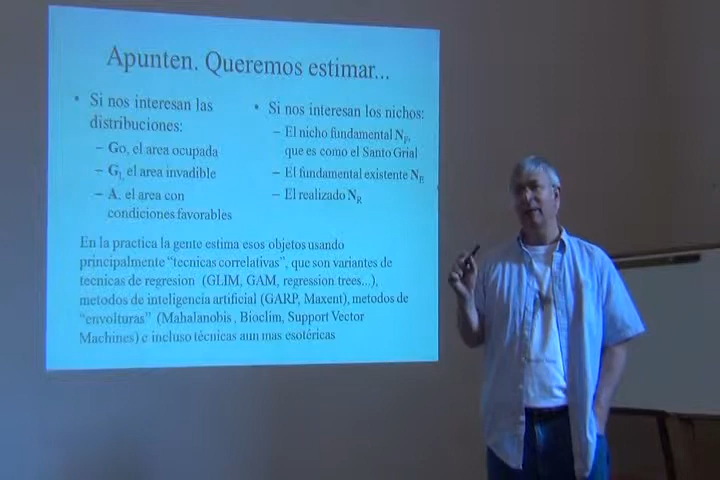 Apunten. Queremos estimar...
• Si nos interesan las
distribuciones:
– Go, el area ocupada
– GI, el area invadible
– A. el area con
condiciones favorables
• Si nos interesan los nichos:
– El nicho fundamental NF,
que es como el Santo Grial
– El fundamental existente NE
– El realizado NR
En la practica la gente estima esos objetos usando
principalmente “tecnicas correlativas”, que son variantes de
tecnicas de regresion (GLIM, GAM, regression trees...),
metodos de inteligencia artificial (GARP, Maxent), metodos de
“envolturas” (Mahalanobis, Bioclim, Support Vector
Machines) e incluso técnicas aun mas esotéricas